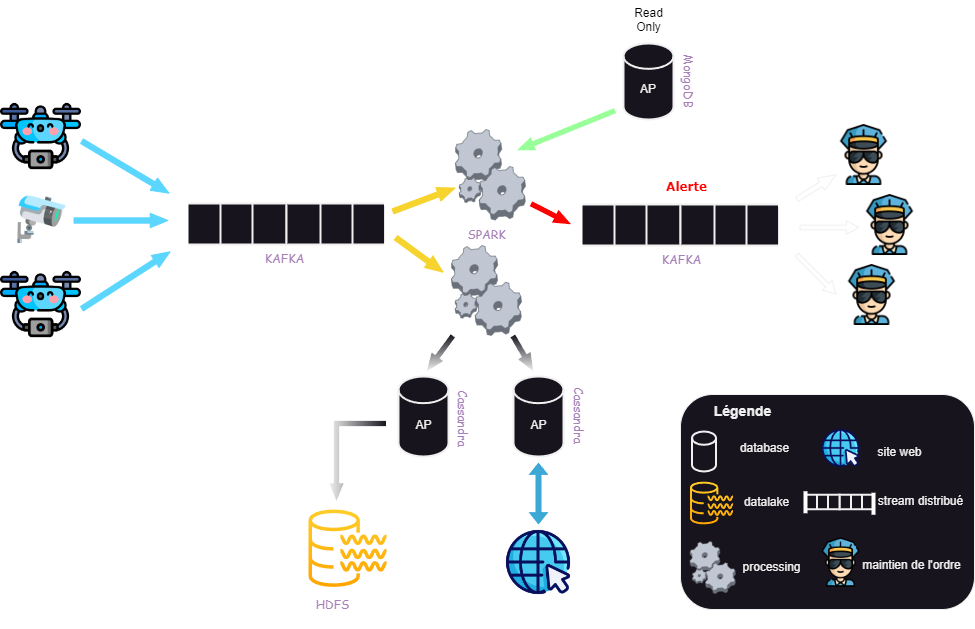 Read
Only
AP
MongoDB
Alerte
SPARK
KAFKA
KAFKA
AP
Cassandra
AP
Cassandra
HDFS
Légende
database
site web
datalake
stream distribué
processing
maintien de l'ordre